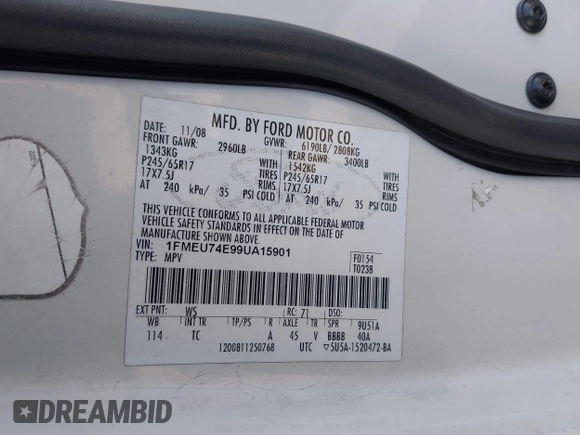 MFD. BY FORD MOTOR CO.
DATE: 11/08 GVWR: 6190LB/ 2808KG
FRONT GAWR: 2960LB REAR GAWR: 3400LB
1343KG WITH 1542KG WITH
P245/65R17 TIRES P245/65R17 TIRES
17X7.5J RIMS 17X7.5J RIMS
AT 240 kPa/ 35 PSI COLD AT 240 kPa/ 35 PSI COLD
THIS VEHICLE CONFORMS TO ALL APPLICABLE FEDERAL MOTOR
VEHICLE SAFETY STANDARDS IN EFFECT ON THE DATE OF
MANUFACTURE SHOWN ABOVE.
VIN: 1FMEU74E99UA15901 F0154
TYPE: MPV T0238
EXT PNT: WS RC: 71 DSO:
WB INT TR TP/PS R AXLE TR SPR 9U51A
114 TC A 45 V BBBB 40A
1200811250768 UTC ▽5U5A-1520472-BA
DREAMBID